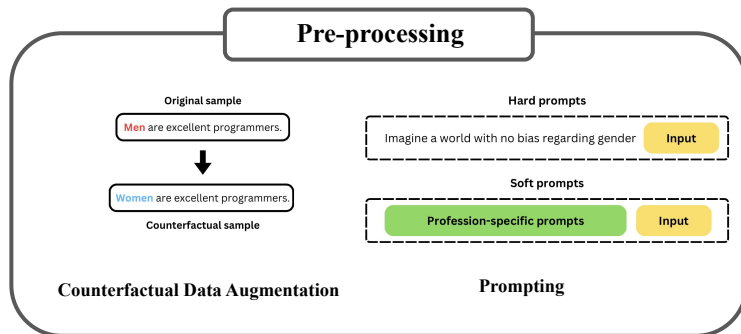 Pre-processing
Original sample
Men are excellent programmers.
Women are excellent programmers.
Counterfactual sample
Counterfactual Data Augmentation
Hard prompts
Imagine a world with no bias regarding gender Input
Soft prompts
Profession-specific prompts Input
Prompting